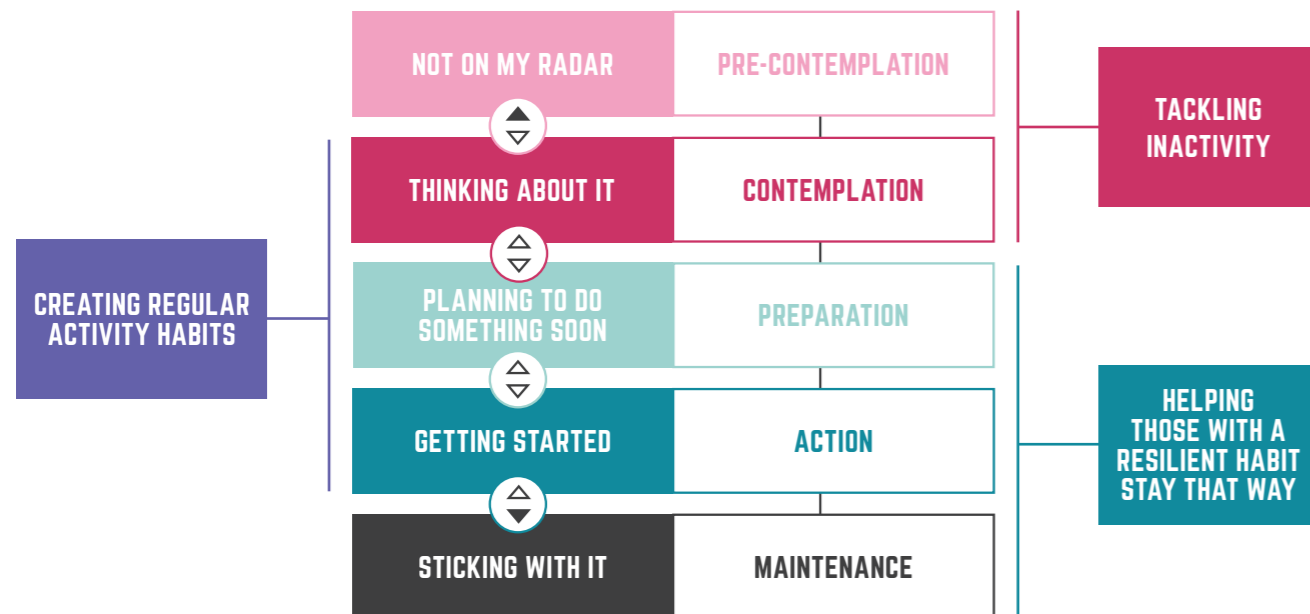 NOT ON MY RADAR
PRE-CONTEMPLATION
TACKLING
INACTIVITY
THINKING ABOUT IT
CONTEMPLATION
CREATING REGULAR
ACTIVITY HABITS
PLANNING TO DO
SOMETHING SOON
PREPARATION
GETTING STARTED
ACTION
HELPING
THOSE WITH A
RESILIENT HABIT
STAY THAT WAY
STICKING WITH IT
MAINTENANCE